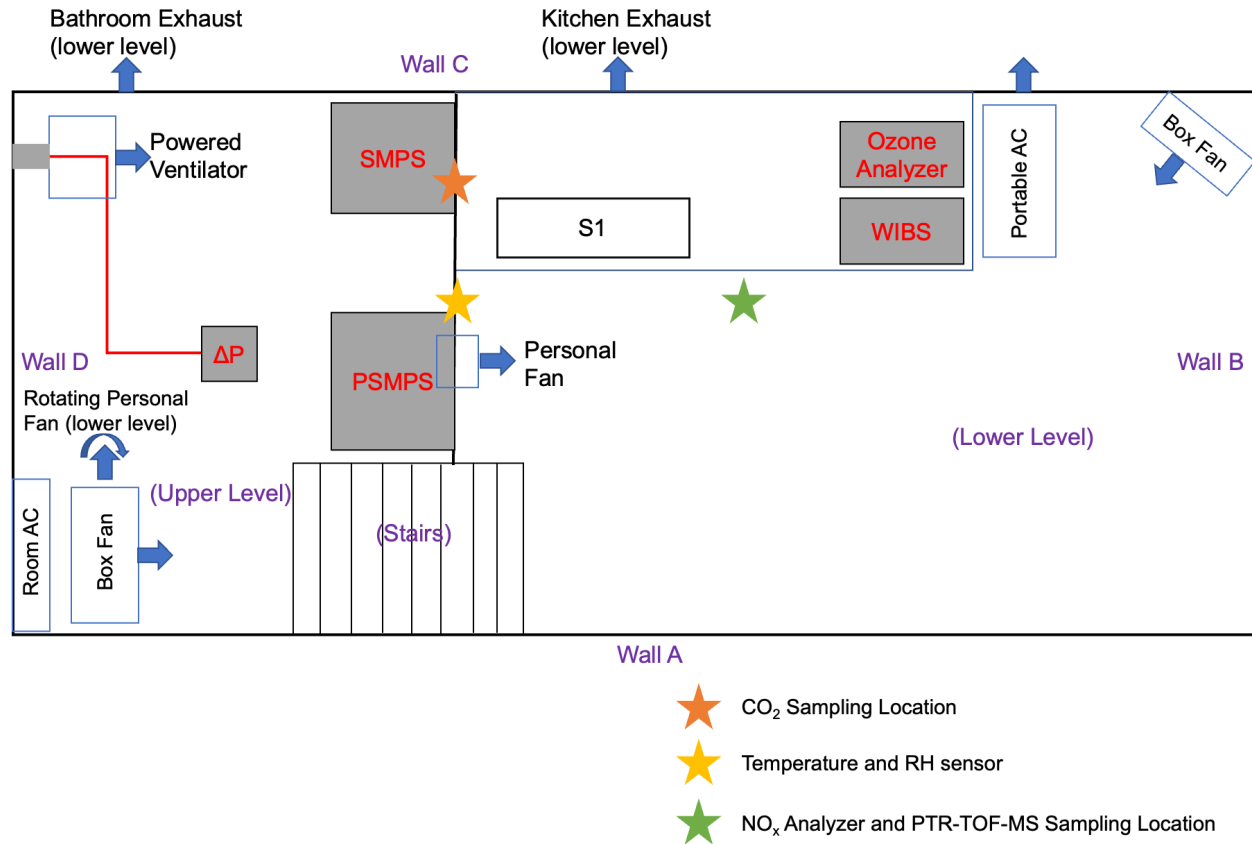 Bathroom Exhaust
(lower level)
Kitchen Exhaust
(lower level)
Wall C
Powered
Ventilator
SMPS
Ozone
Analyzer
Portable AC
Box Fan
S1
WIBS
Wall D
ΔP
PSMPS
Personal
Fan
Wall B
Rotating Personal
Fan (lower level)
(Lower Level)
Room AC
Box Fan
(Upper Level)
(Stairs)
Wall A
CO₂ Sampling Location
Temperature and RH sensor
NOₓ Analyzer and PTR-TOF-MS Sampling Location